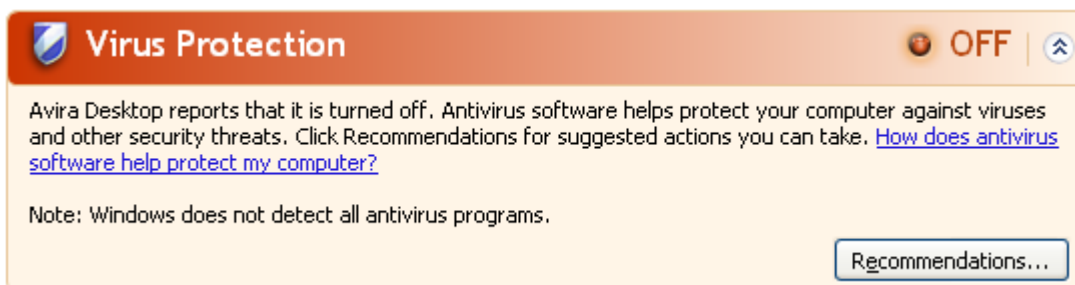 Virus Protection
OFF
Avira Desktop reports that it is turned off. Antivirus software helps protect your computer against viruses
and other security threats. Click Recommendations for suggested actions you can take. How does antivirus
software help protect my computer?
Note: Windows does not detect all antivirus programs.
Recommendations...